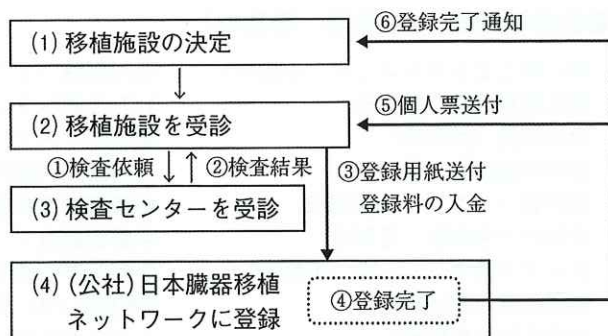 (1) 移植施設の決定
⑥登録完了通知
(2) 移植施設を受診
⑤個人票送付
①検査依頼
②検査結果
③登録用紙送付
登録料の入金
(3) 検査センターを受診
(4) (公社)日本臓器移植
ネットワークに登録
④登録完了